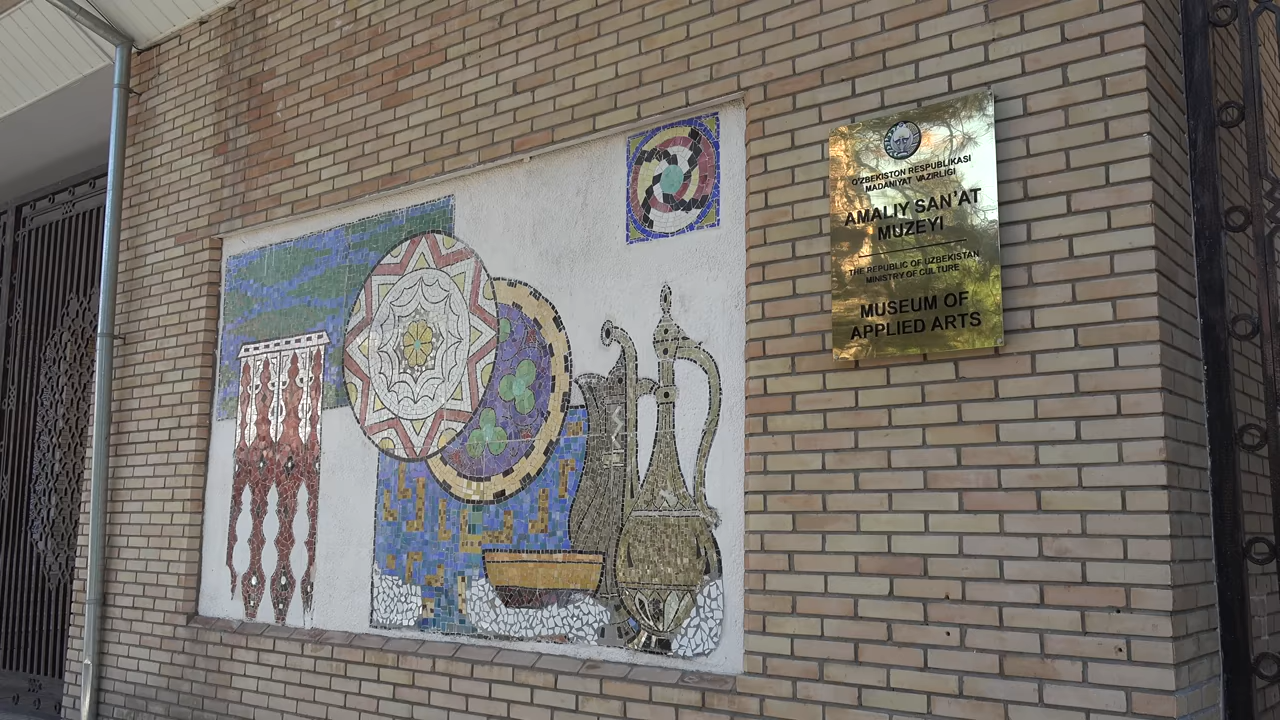 O'ZBEKISTON RESPUBLIKASI
MADANIYAT VAZIRLIGI
AMALIY SAN'AT
MUZEYI
THE REPUBLIC OF UZBEKISTAN
MINISTRY OF CULTURE
MUSEUM OF
APPLIED ARTS